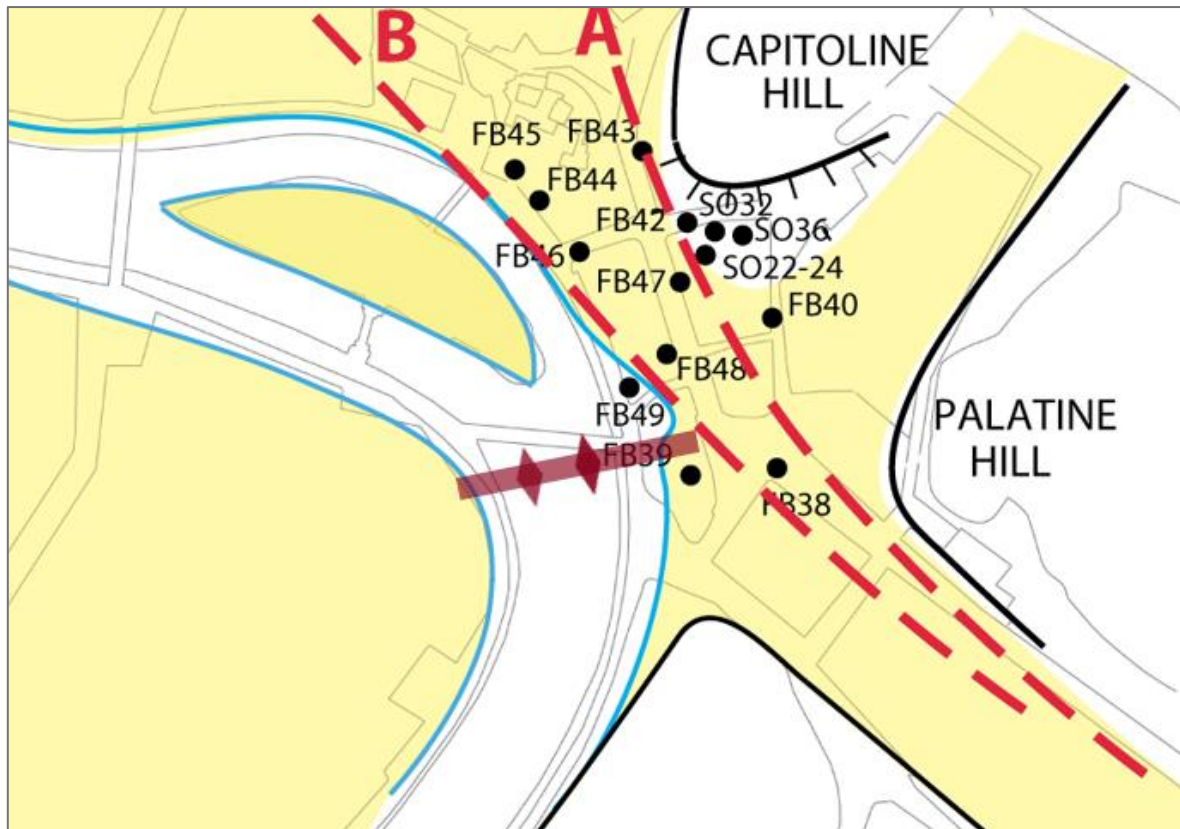 B
A
CAPITOLINE
HILL
FB45
FB43
FB44
FB42
SO32
SO36
FB46
SO22-24
FB47
FB40
FB48
FB49
PALATINE
HILL
FB39
FB38